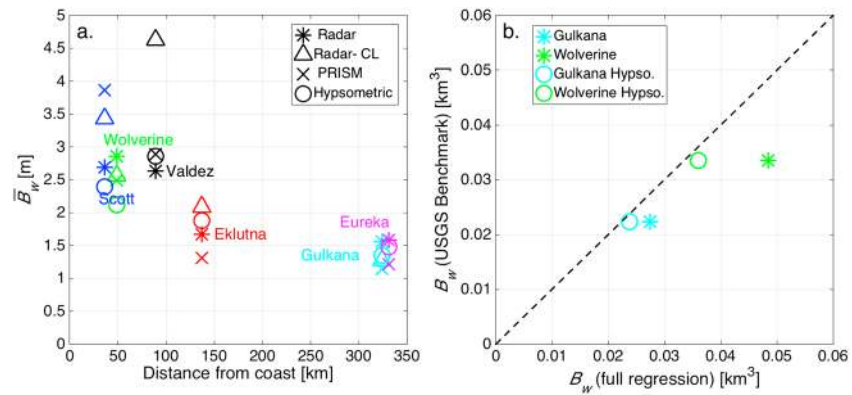 a.
Radar
Radar- CL
PRISM
Hypsometric
Wolverine
Scott
Valdez
Eklutna
Gulkana
Eureka
B̅w [m]
5
4.5
4
3.5
3
2.5
2
1.5
1
0.5
0
0 50 100 150 200 250 300 350
Distance from coast [km]
b.
Gulkana
Wolverine
Gulkana Hypso.
Wolverine Hypso.
Bw (USGS Benchmark) [km³]
0.06
0.05
0.04
0.03
0.02
0.01
0
0 0.01 0.02 0.03 0.04 0.05 0.06
Bw (full regression) [km³]